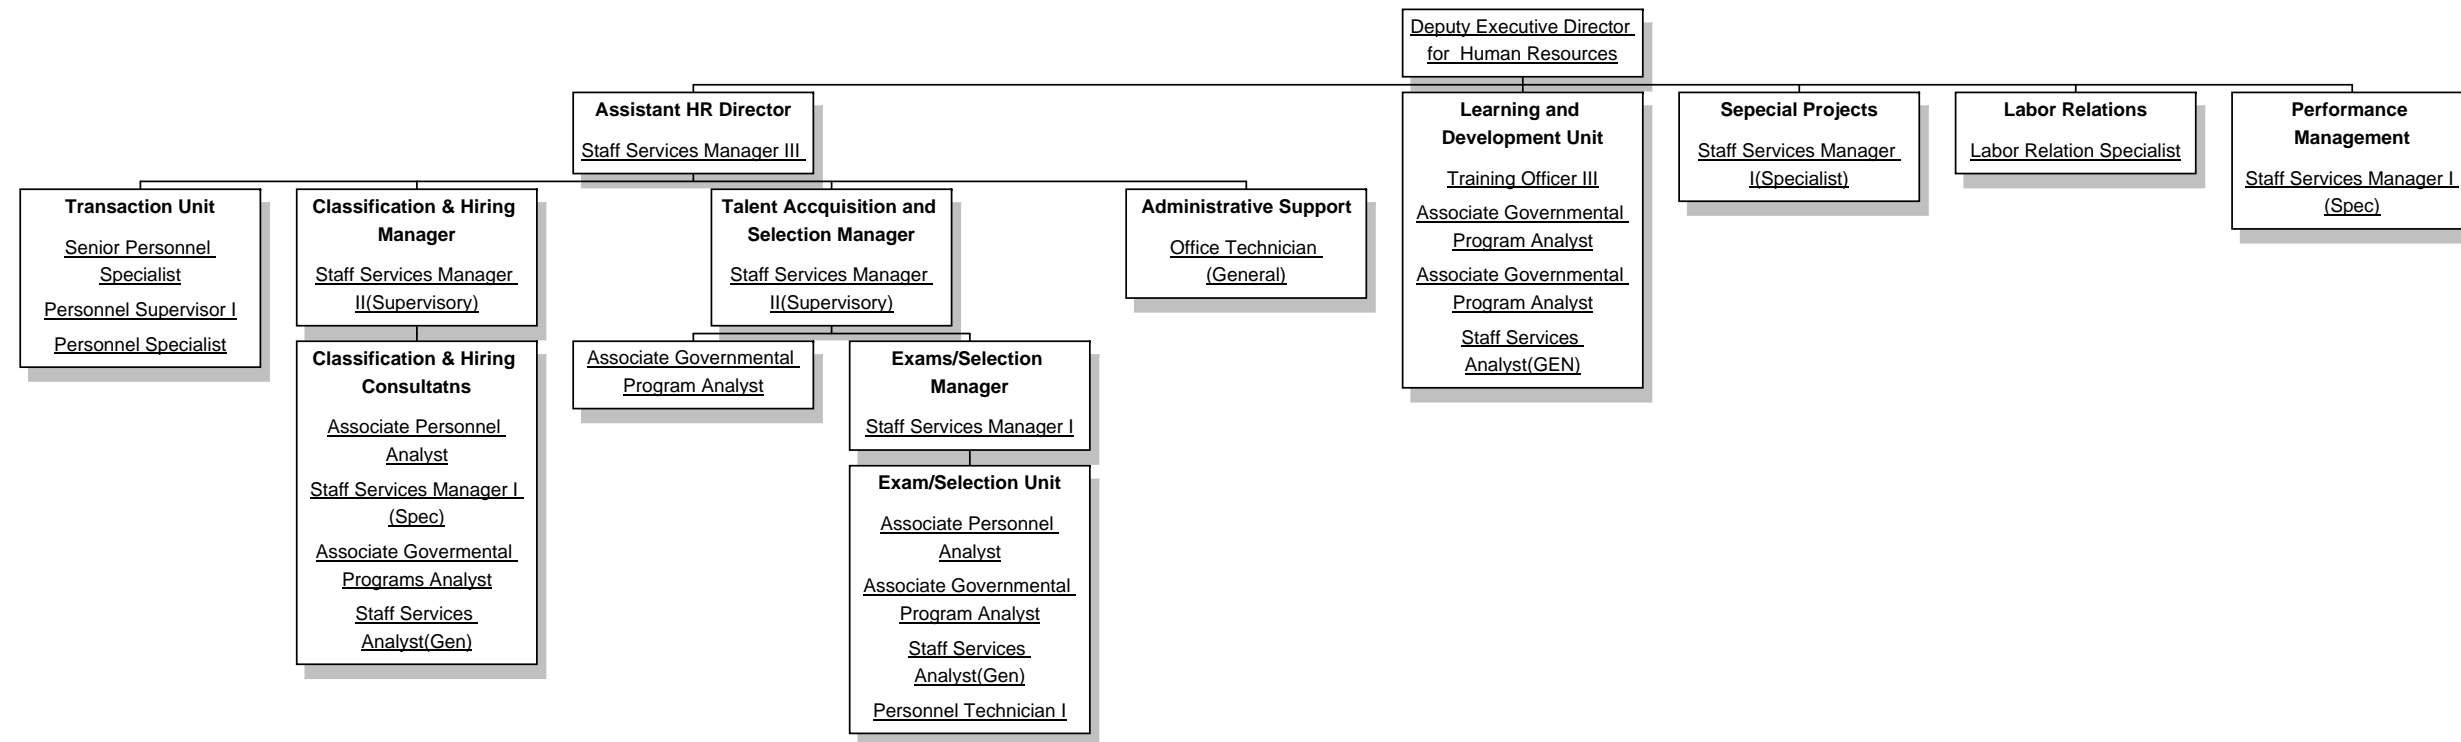 Deputy Executive Director
for Human Resources
Assistant HR Director
Staff Services Manager III
Learning and
Development Unit
Training Officer III
Associate Governmental
Program Analyst
Associate Governmental
Program Analyst
Staff Services
Analyst(GEN)
Sepecial Projects
Staff Services Manager
I(Specialist)
Labor Relations
Labor Relation Specialist
Performance
Management
Staff Services Manager I
(Spec)
Transaction Unit
Senior Personnel
Specialist
Personnel Supervisor I
Personnel Specialist
Classification & Hiring
Manager
Staff Services Manager
II(Supervisory)
Talent Accquisition and
Selection Manager
Staff Services Manager
II(Supervisory)
Administrative Support
Office Technician
(General)
Classification & Hiring
Consultatns
Associate Personnel
Analyst
Staff Services Manager I
(Spec)
Associate Govermental
Programs Analyst
Staff Services
Analyst(Gen)
Associate Governmental
Program Analyst
Exams/Selection
Manager
Staff Services Manager I
Exam/Selection Unit
Associate Personnel
Analyst
Associate Governmental
Program Analyst
Staff Services
Analyst(Gen)
Personnel Technician I